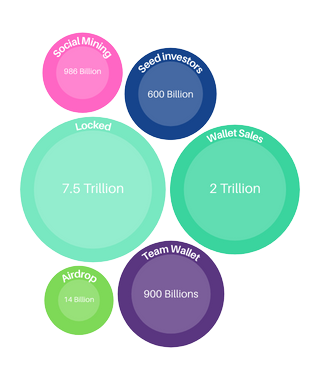 Social Mining
986 Billion
Seed investors
600 Billion
Locked
7.5 Trillion
Wallet Sales
2 Trillion
Team Wallet
900 Billions
Airdrop
14 Billion